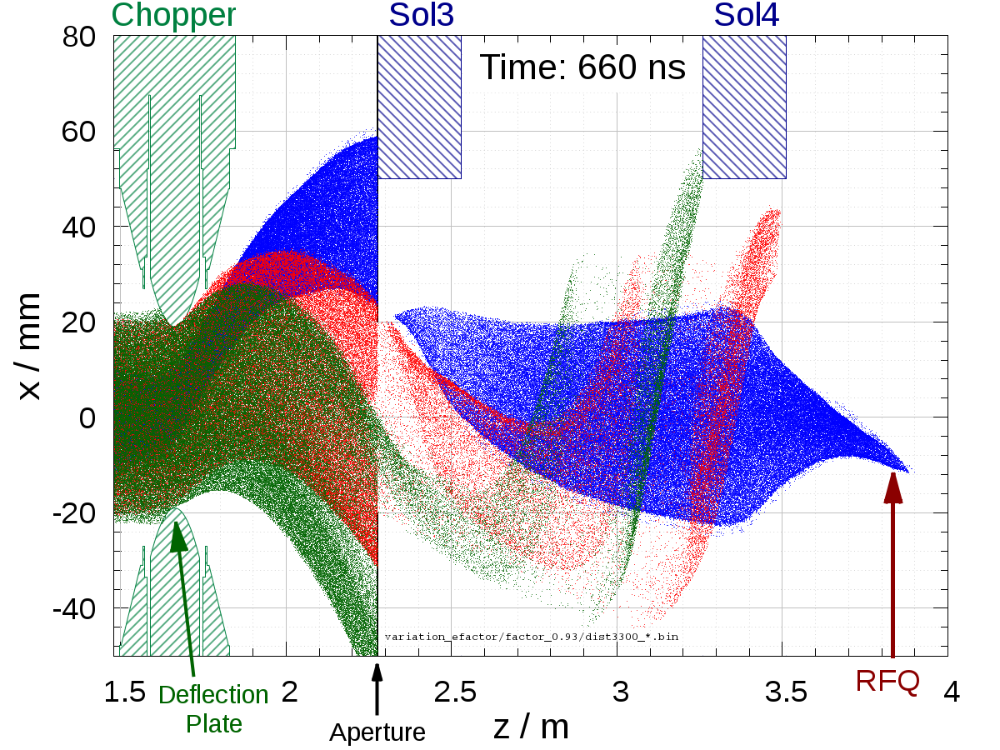 Chopper
Sol3
Sol4
80
60
40
20
0
-20
-40
x / mm
Time: 660 ns
variation_efactor/factor_0.93/dist3300_*.bin
1.5
2
2.5
3
3.5
4
Deflection
Plate
Aperture
z / m
RFQ